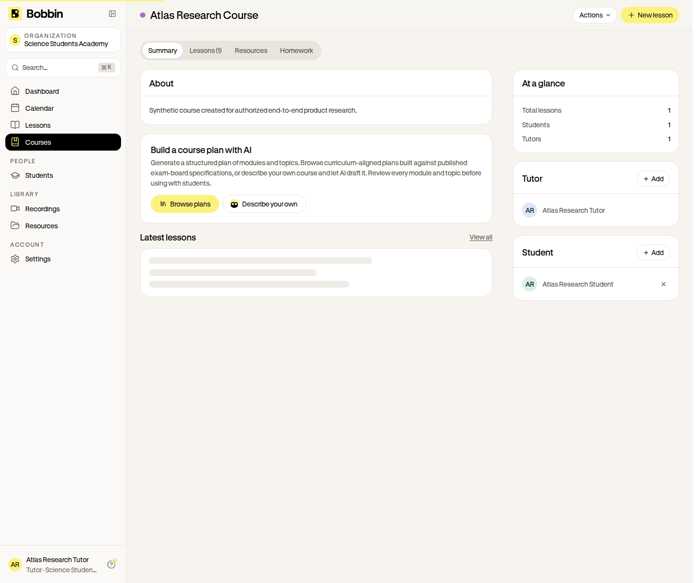 Bobbin
S
ORGANIZATION
Science Students Academy
Search...
⌘ K
Dashboard
Calendar
Lessons
Courses
PEOPLE
Students
LIBRARY
Recordings
Resources
ACCOUNT
Settings
AR
Atlas Research Tutor
Tutor · Science Studen...
Atlas Research Course
Actions
+ New lesson
Summary
Lessons (1)
Resources
Homework
About
Synthetic course created for authorized end-to-end product research.
Build a course plan with AI
Generate a structured plan of modules and topics. Browse curriculum-aligned plans built against published
exam-board specifications, or describe your own course and let AI draft it. Review every module and topic before
using with students.
Browse plans
Describe your own
Latest lessons
View all
At a glance
Total lessons 1
Students 1
Tutors 1
Tutor
+ Add
AR
Atlas Research Tutor
Student
+ Add
AR
Atlas Research Student